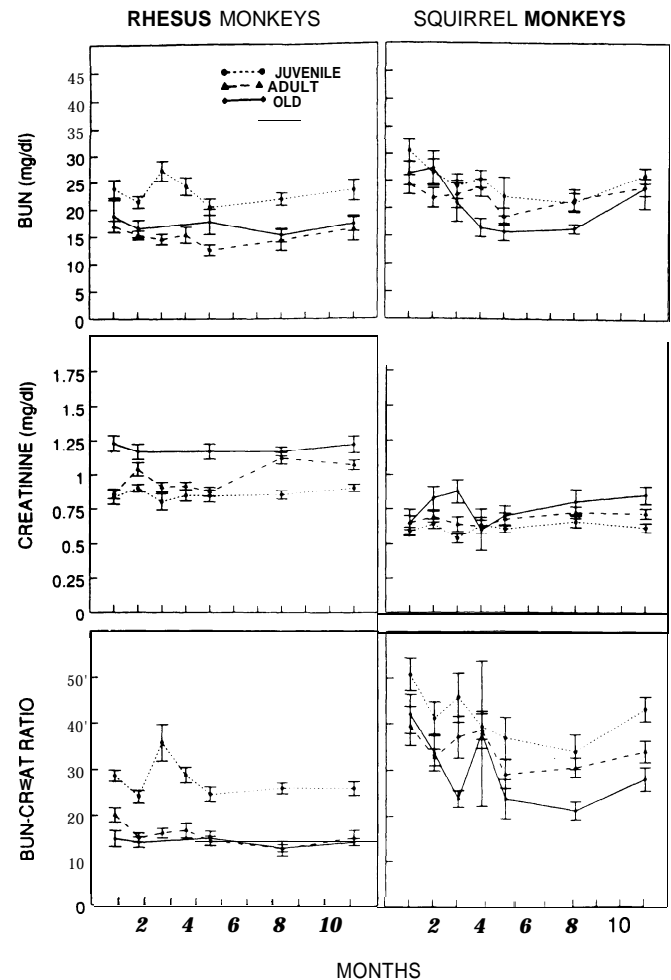 RHESUS MONKEYS
SQUIRREL MONKEYS
JUVENILE
ADULT
OLD
BUN (mg/dl)
45
40
35
30
25
20
15
10
5
0
CREATININE (mg/dl)
1.75
1.5
1.25
1
0.75
0.5
0.25
0
BUN-CREAT RATIO
50'
40'
30
20
10'
0
2 4 6 8 10
2 4 6 8 10
MONTHS